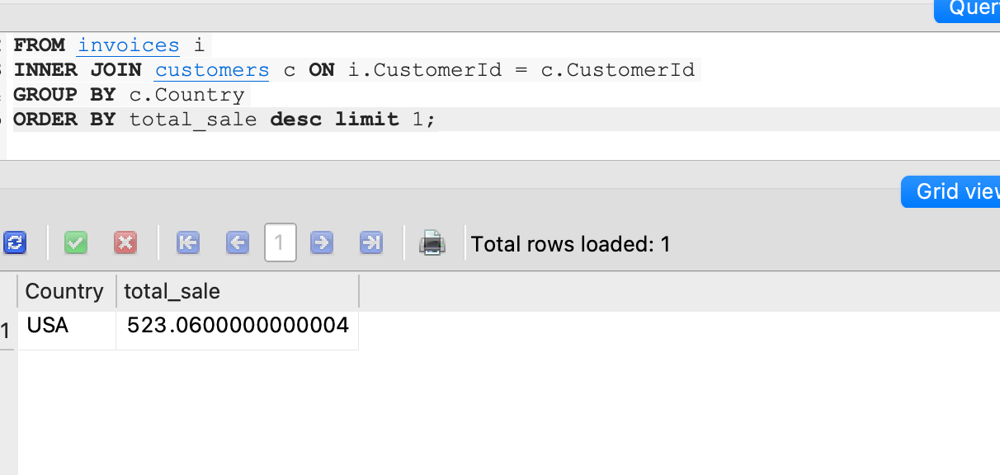 Quer
FROM invoices i
INNER JOIN customers c ON i.CustomerId = c.CustomerId
GROUP BY c.Country
ORDER BY total_sale desc limit 1;
Grid view
1 Total rows loaded: 1
Country total_sale
1 USA 523.0600000000004